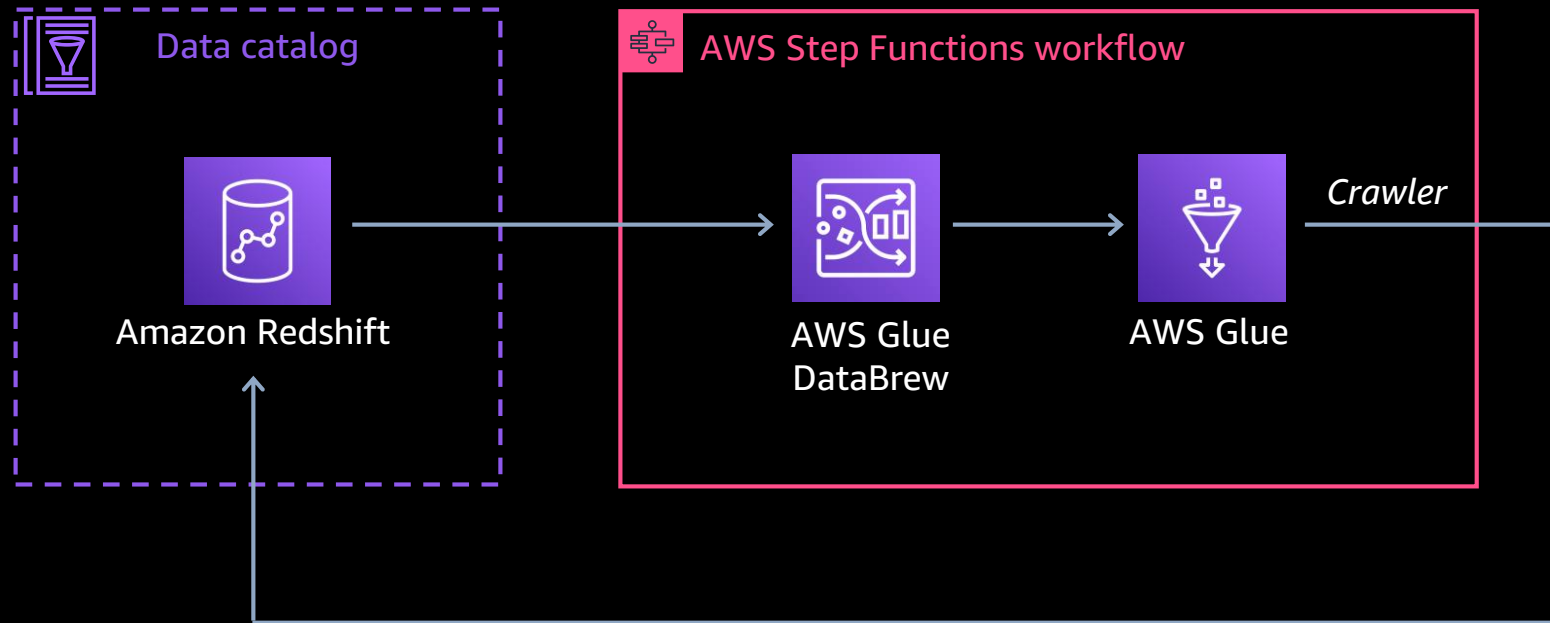 Data catalog
AWS Step Functions workflow
Crawler
Amazon Redshift
AWS Glue
DataBrew
AWS Glue